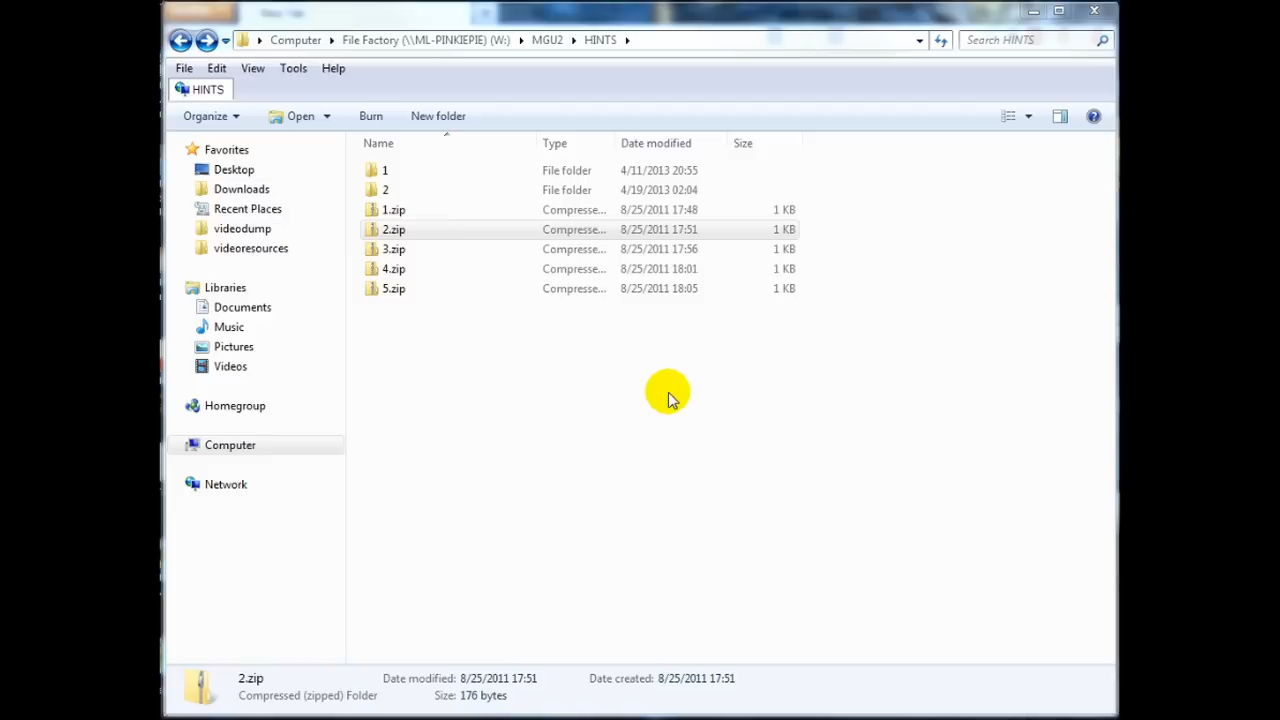 Computer File Factory (\\ML-PINKIEPIE) (W:) MGU2 HINTS Search HINTS
File Edit View Tools Help
HINTS
Organize Open Burn New folder
Name Type Date modified Size
Favorites
Desktop
Downloads
Recent Places
videodump
videoresources
Libraries
Documents
Music
Pictures
Videos
Homegroup
Computer
Network
1 File folder 4/11/2013 20:55
2 File folder 4/19/2013 02:04
1.zip Compresse... 8/25/2011 17:48 1 KB
2.zip Compresse... 8/25/2011 17:51 1 KB
3.zip Compresse... 8/25/2011 17:56 1 KB
4.zip Compresse... 8/25/2011 18:01 1 KB
5.zip Compresse... 8/25/2011 18:05 1 KB
2.zip Date modified: 8/25/2011 17:51 Date created: 8/25/2011 17:51
Compressed (zipped) Folder Size: 176 bytes